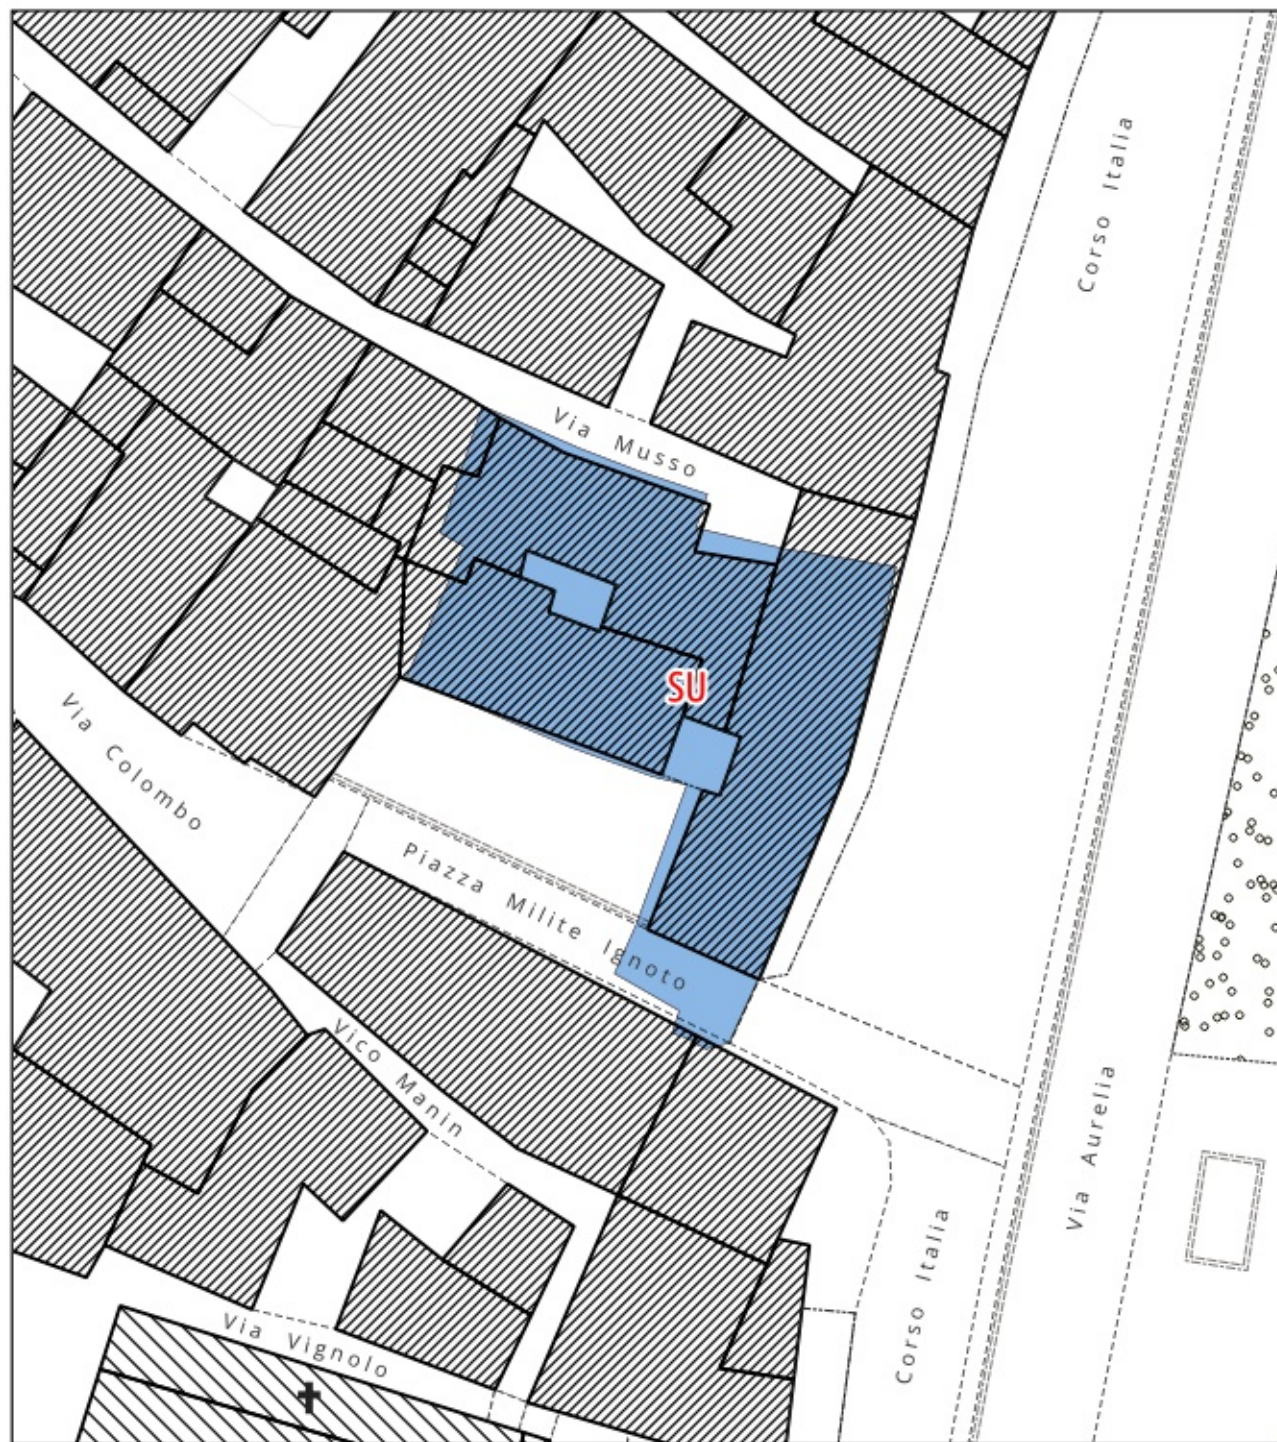 Corso Italia
Via Musso
SU
Via Colombo
Piazza Milite Ignoto
Vico Manin
Via Aurelia
Corso Italia
Via Vignolo